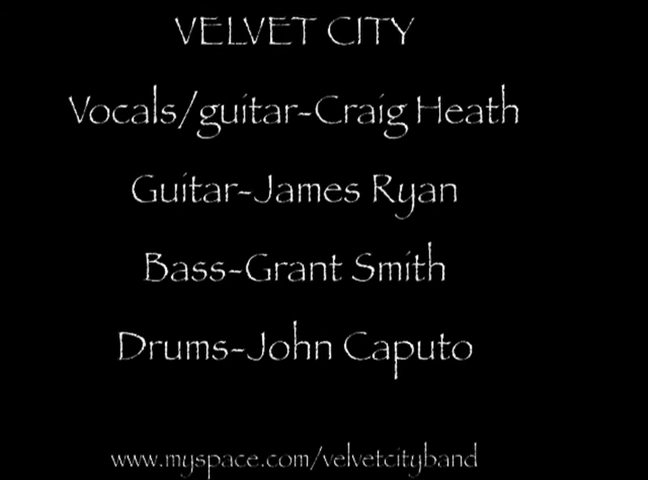 VELVET CITY
Vocals/guitar-Craig Heath
Guitar-James Ryan
Bass-Grant Smith
Drums-John Caputo
www.myspace.com/velvetcityband